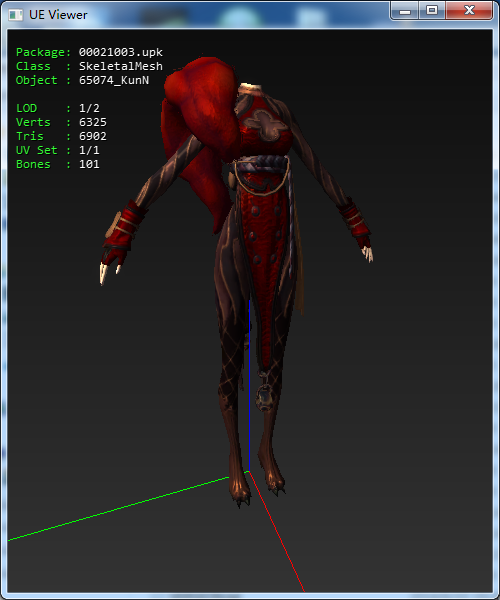 UE Viewer
Package: 00021003.upk
Class : SkeletalMesh
Object : 65074_KunN
LOD : 1/2
Verts : 6325
Tris : 6902
UV Set : 1/1
Bones : 101